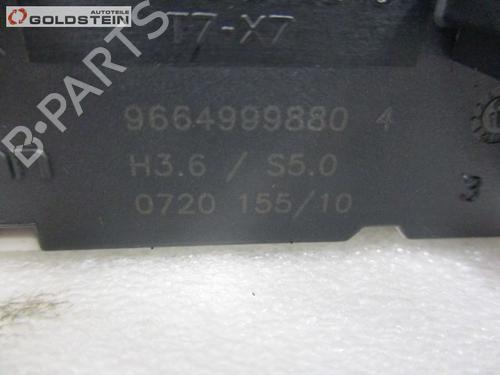 AUTOTEILE
GOLDSTEIN
T7-X7
9664999880 4
H3.6 / S5.0
0720 155/10
3
B-PARTS